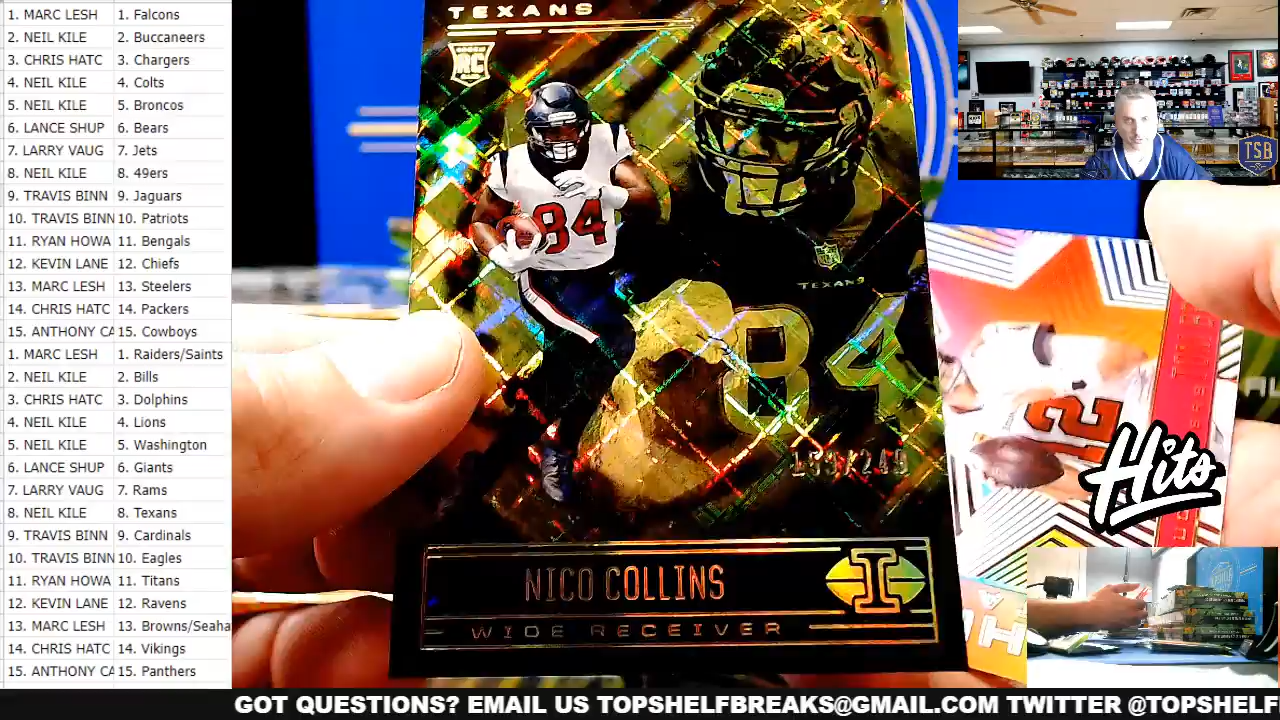 1. MARC LESH 1. Falcons
2. NEIL KILE 2. Buccaneers
3. CHRIS HATC 3. Chargers
4. NEIL KILE 4. Colts
5. NEIL KILE 5. Broncos
6. LANCE SHUP 6. Bears
7. LARRY VAUG 7. Jets
8. NEIL KILE 8. 49ers
9. TRAVIS BINN 9. Jaguars
10. TRAVIS BINN 10. Patriots
11. RYAN HOWA 11. Bengals
12. KEVIN LANE 12. Chiefs
13. MARC LESH 13. Steelers
14. CHRIS HATC 14. Packers
15. ANTHONY CA 15. Cowboys
1. MARC LESH 1. Raiders/Saints
2. NEIL KILE 2. Bills
3. CHRIS HATC 3. Dolphins
4. NEIL KILE 4. Lions
5. NEIL KILE 5. Washington
6. LANCE SHUP 6. Giants
7. LARRY VAUG 7. Rams
8. NEIL KILE 8. Texans
9. TRAVIS BINN 9. Cardinals
10. TRAVIS BINN 10. Eagles
11. RYAN HOWA 11. Titans
12. KEVIN LANE 12. Ravens
13. MARC LESH 13. Browns/Seaha
14. CHRIS HATC 14. Vikings
15. ANTHONY CA 15. Panthers
TEXANS
RC
84
TEXANS
84
NICO COLLINS
I
WIDE RECEIVER
TSB
12
Hits
GOT QUESTIONS? EMAIL US TOPSHELFBREAKS@GMAIL.COM TWITTER @TOPSHELF